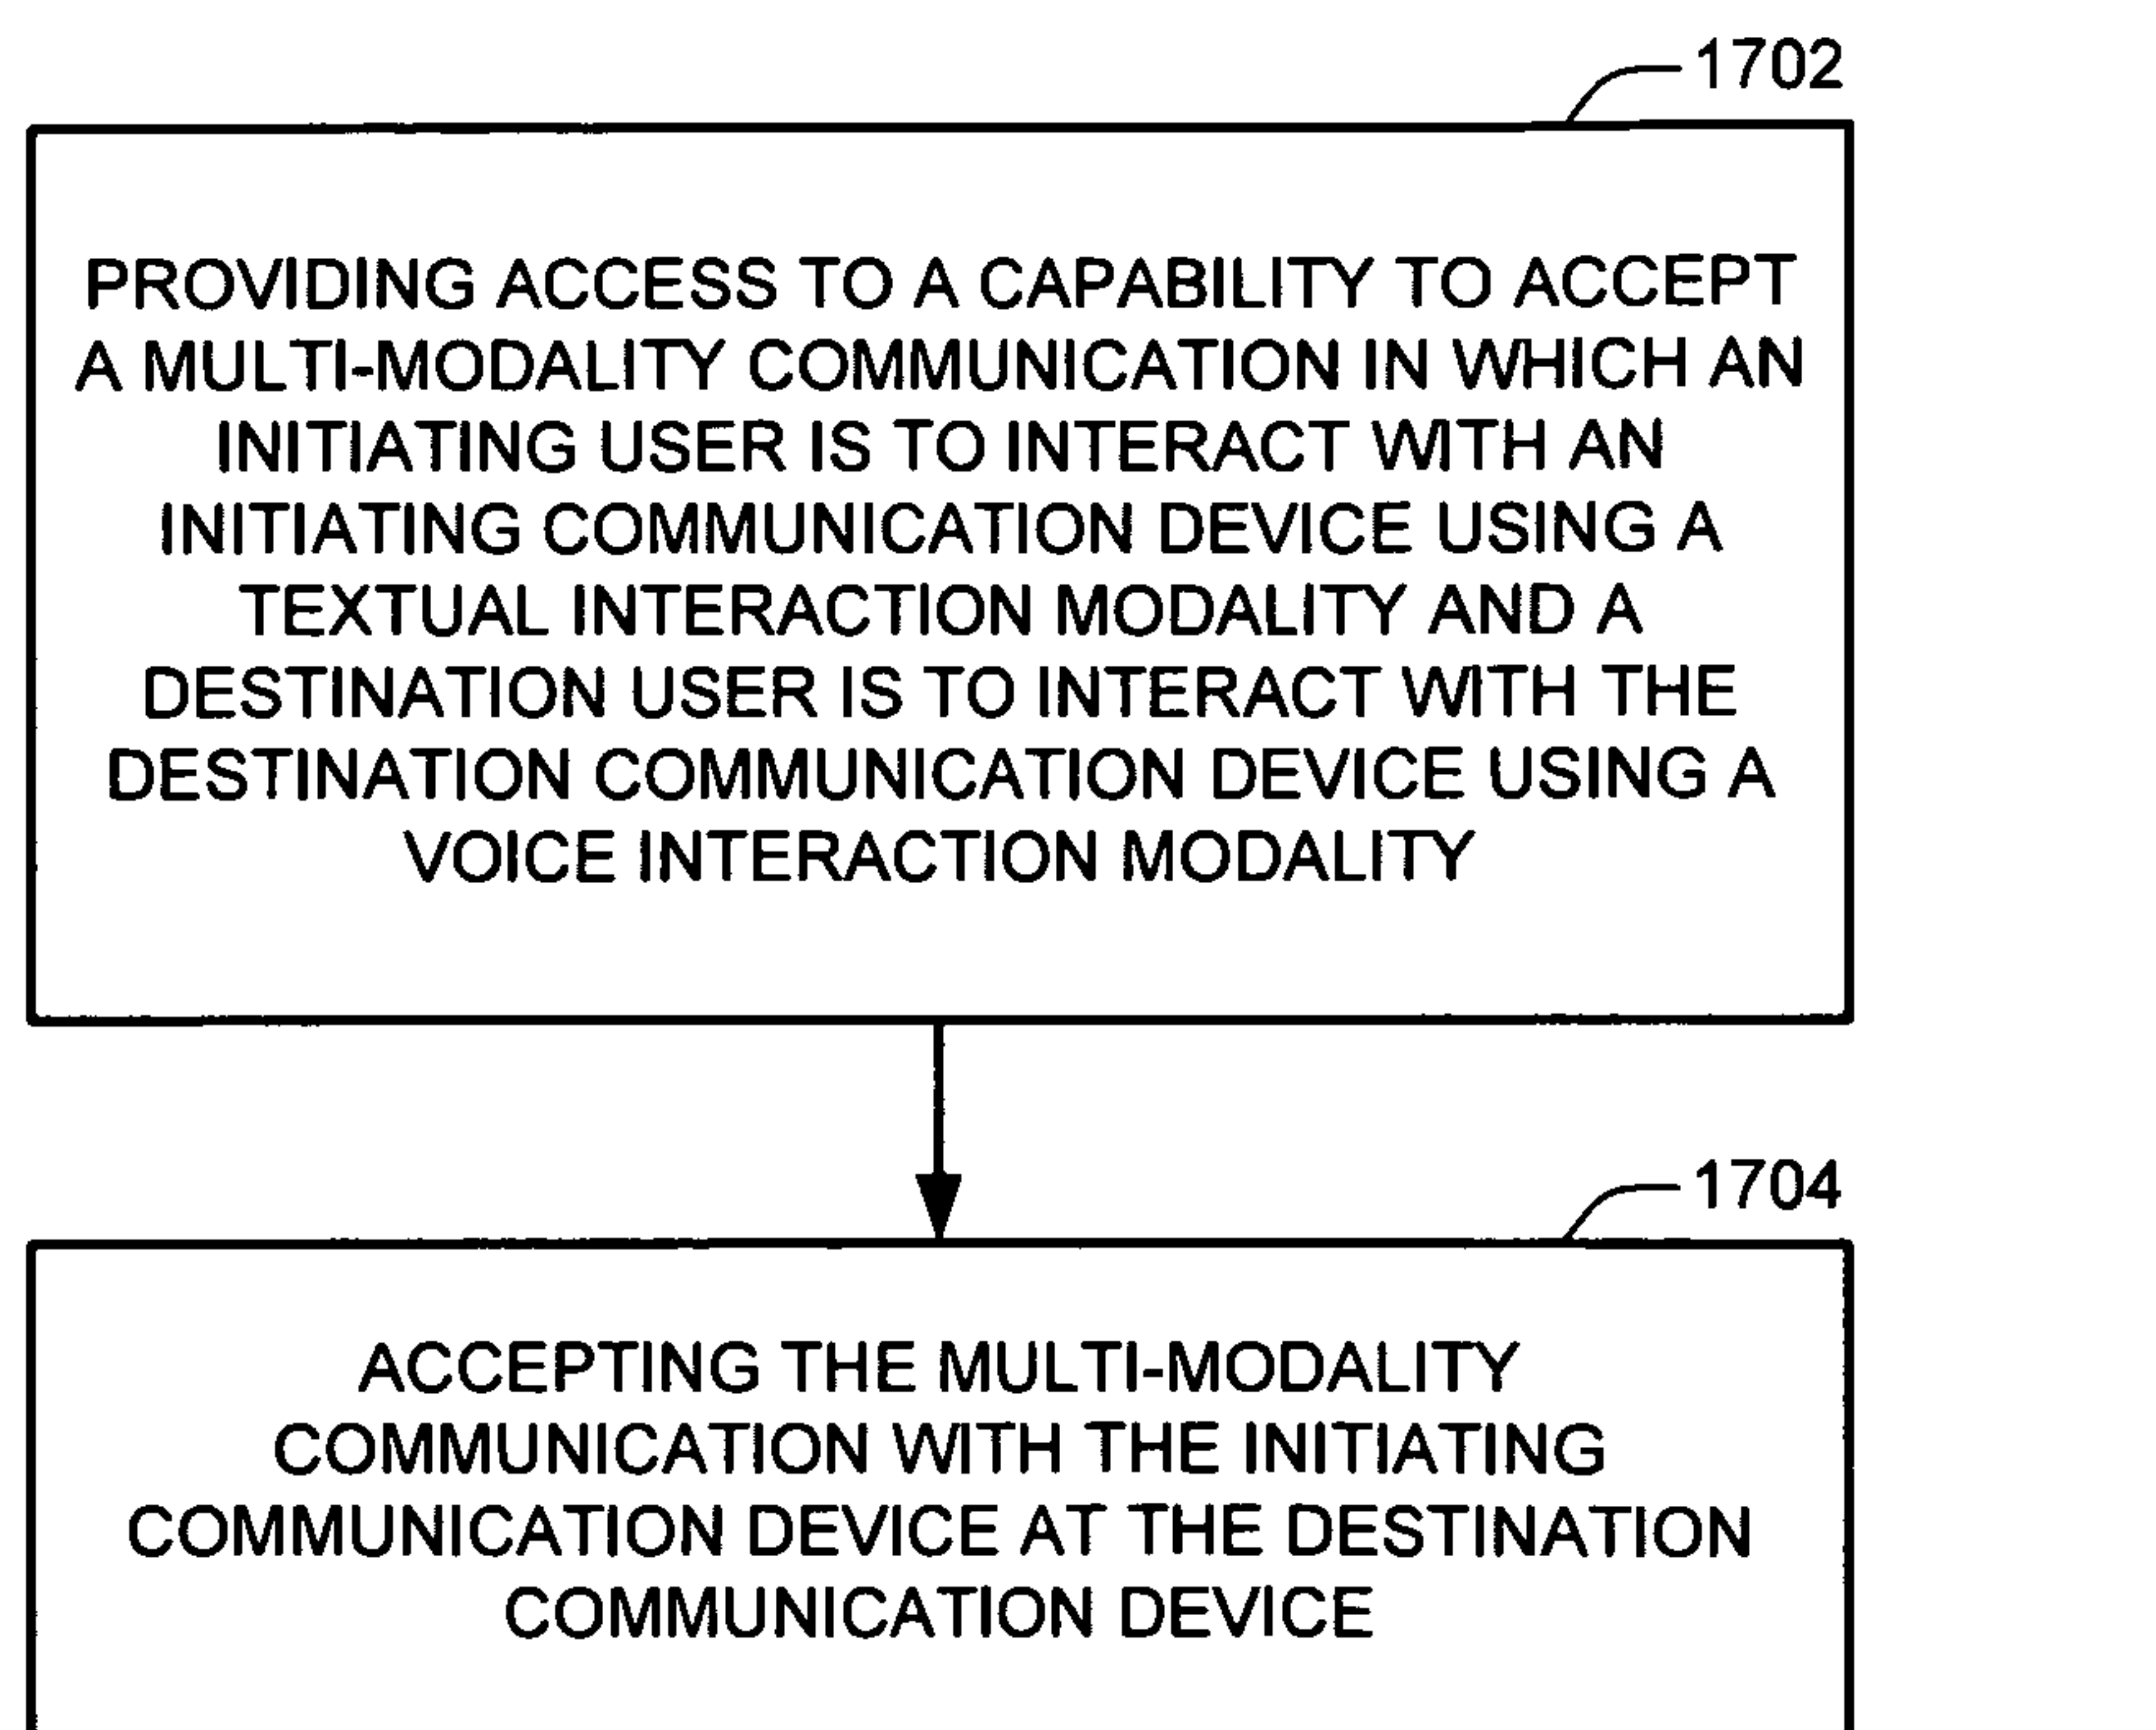 1702
PROVIDING ACCESS TO A CAPABILITY TO ACCEPT
A MULTI-MODALITY COMMUNICATION IN WHICH AN
INITIATING USER IS TO INTERACT WITH AN
INITIATING COMMUNICATION DEVICE USING A
TEXTUAL INTERACTION MODALITY AND A
DESTINATION USER IS TO INTERACT WITH THE
DESTINATION COMMUNICATION DEVICE USING A
VOICE INTERACTION MODALITY
1704
ACCEPTING THE MULTI-MODALITY
COMMUNICATION WITH THE INITIATING
COMMUNICATION DEVICE AT THE DESTINATION
COMMUNICATION DEVICE